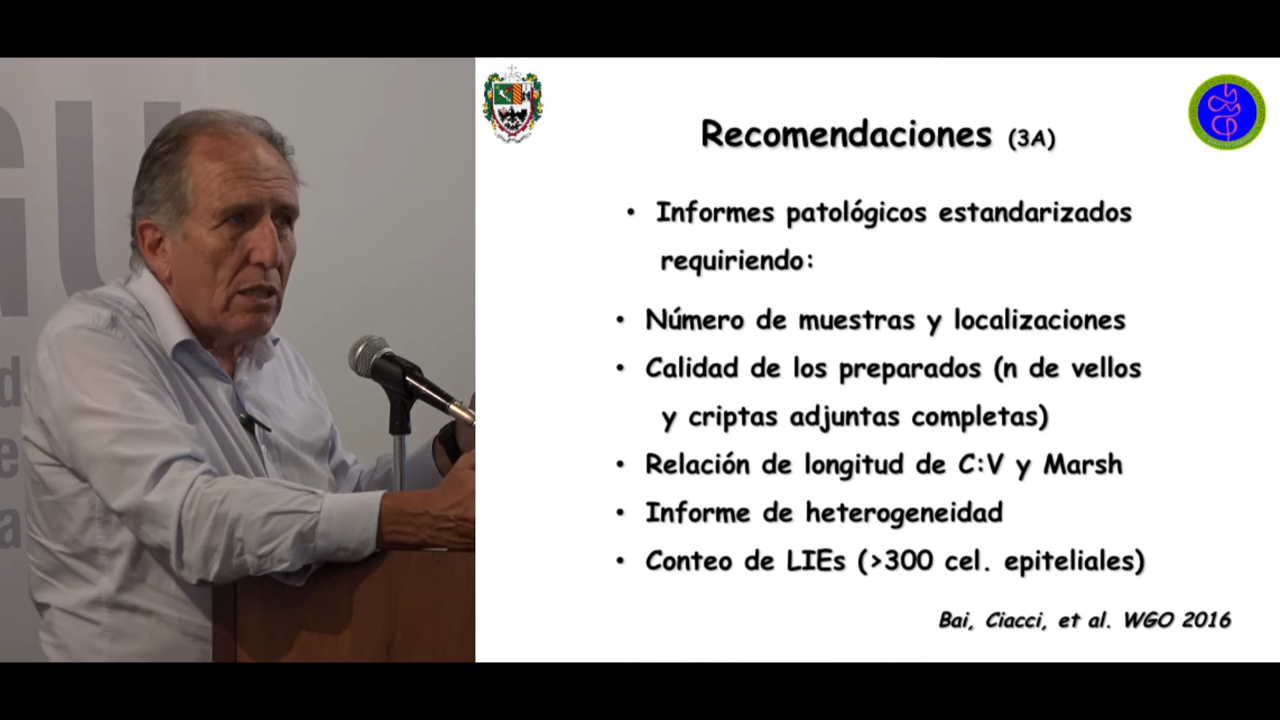 GU
d
e
a
Recomendaciones (3A)
• Informes patológicos estandarizados
requiriendo:
• Número de muestras y localizaciones
• Calidad de los preparados (n de vellos
y criptas adjuntas completas)
• Relación de longitud de C:V y Marsh
• Informe de heterogeneidad
• Conteo de LIEs (>300 cel. epiteliales)
Bai, Ciacci, et al. WGO 2016